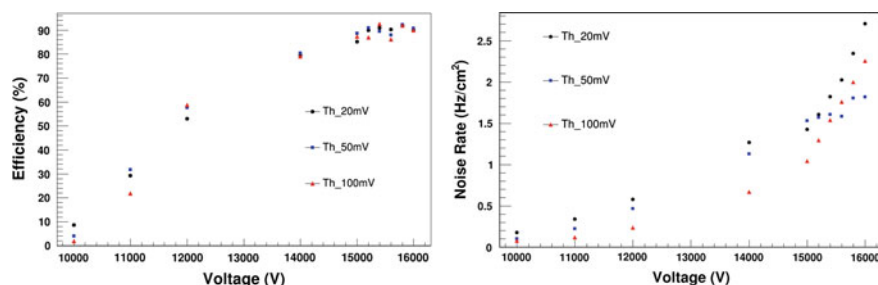 Efficiency (%)
90
80
70
60
50
40
30
20
10
0
Th_20mV
Th_50mV
Th_100mV
10000 11000 12000 13000 14000 15000 16000
Voltage (V)
Noise Rate (Hz/cm²)
2.5
2
1.5
1
0.5
0
Th_20mV
Th_50mV
Th_100mV
10000 11000 12000 13000 14000 15000 16000
Voltage (V)